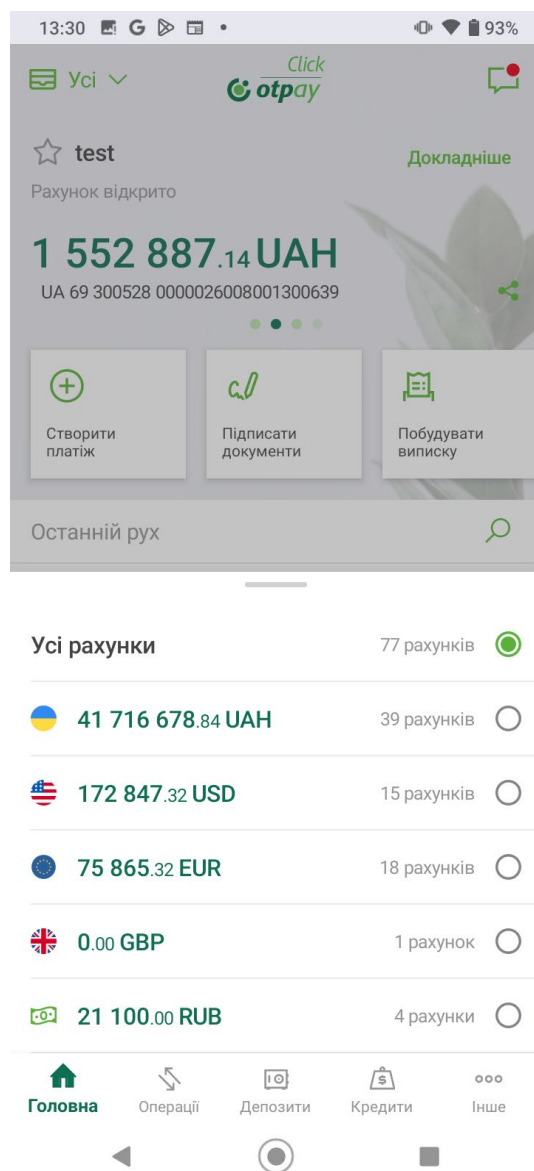 13:30
93%
Усі
Click
otpay
test
Докладніше
Рахунок відкрито
1 552 887.14 UAH
UA 69 300528 0000026008001300639
Створити
платіж
Підписати
документи
Побудувати
виписку
Останній рух
Усі рахунки
77 рахунків
41 716 678.84 UAH
39 рахунків
172 847.32 USD
15 рахунків
75 865.32 EUR
18 рахунків
0.00 GBP
1 рахунок
21 100.00 RUB
4 рахунки
Головна
Операції
Депозити
Кредити
Інше